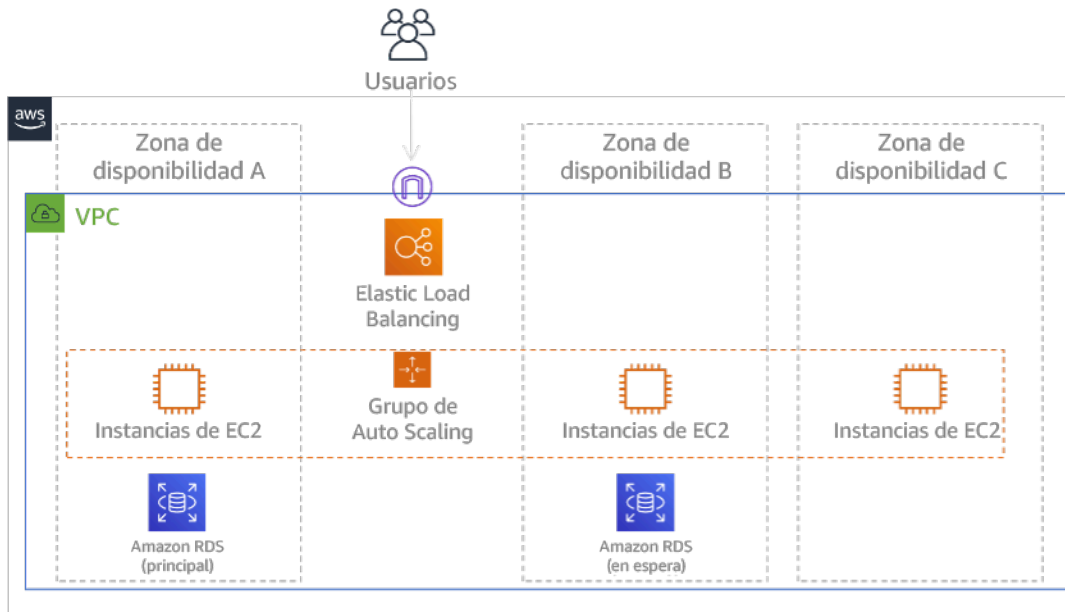 Usuarios
aws
Zona de
disponibilidad A
Zona de
disponibilidad B
Zona de
disponibilidad C
VPC
Elastic Load
Balancing
Instancias de EC2
Grupo de
Auto Scaling
Instancias de EC2
Instancias de EC2
Amazon RDS
(principal)
Amazon RDS
(en espera)